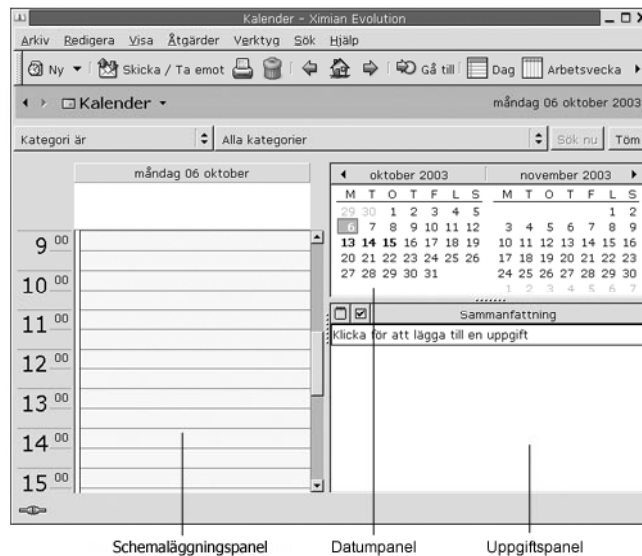 Kalender – Ximian Evolution
Arkiv Redigera Visa Åtgärder Verktyg Sök Hjälp
Ny Skicka / Ta emot Gå till Dag Arbetsvecka
Kalender måndag 06 oktober 2003
Kategori är Alla kategorier Sök nu Töm
måndag 06 oktober
oktober 2003 november 2003
M T O T F L S M T O T F L S
29 30 1 2 3 4 5 1 2
6 7 8 9 10 11 12 3 4 5 6 7 8 9
13 14 15 16 17 18 19 10 11 12 13 14 15 16
20 21 22 23 24 25 26 17 18 19 20 21 22 23
27 28 29 30 31 24 25 26 27 28 29 30
1 2 3 4 5 6 7
Sammanfattning
Klicka för att lägga till en uppgift
9 00
10 00
11 00
12 00
13 00
14 00
15 00
Schemaläggningspanel Datumpanel Uppgiftspanel